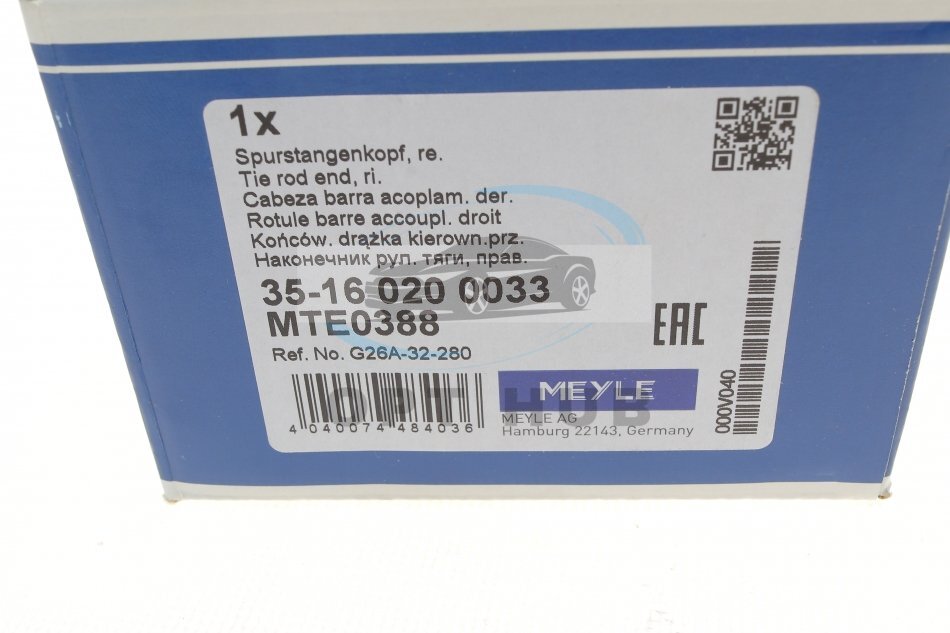 1x
Spurstangenkopf, re.
Tie rod end, ri.
Cabeza barra acoplam. der.
Rotule barre accoupl. droit
Końców. drążka kierown.prz.
Наконечник рул. тяги, прав.
35-16 020 0033
MTE0388
Ref. No. G26A-32-280
EAC
000V040
4 040074 484036
MEYLE
MEYLE AG
Hamburg 22143, Germany
OPT HUB